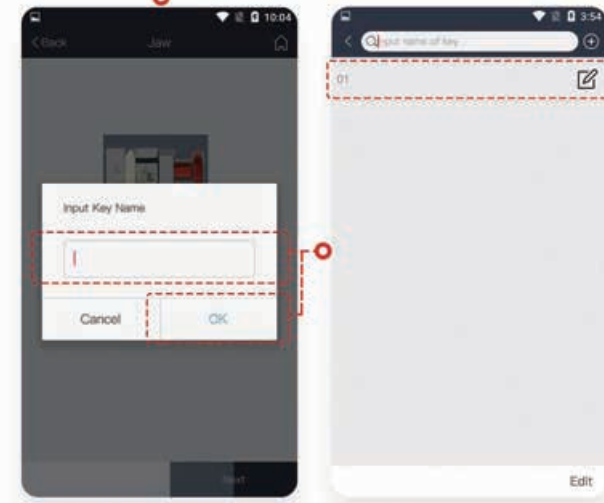 10:04
< Back Jaw
Input Key Name
Cancel OK
Next
3:54
Input name of key
01
Edit